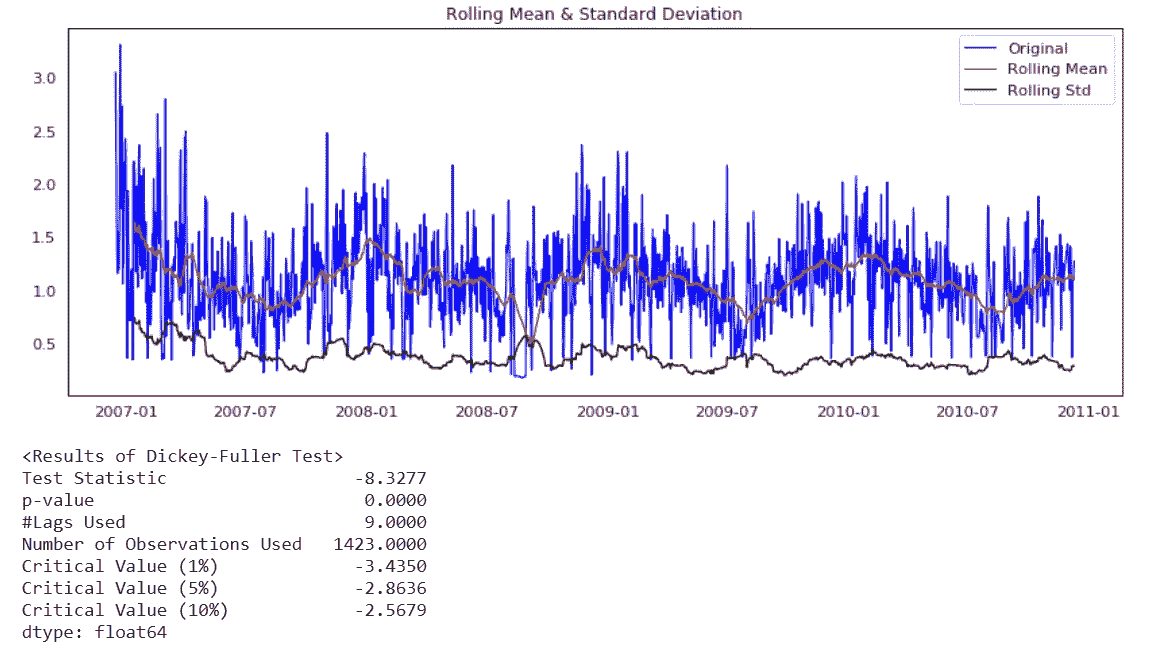 Rolling Mean & Standard Deviation
Original
Rolling Mean
Rolling Std
3.0
2.5
2.0
1.5
1.0
0.5
2007-01 2007-07 2008-01 2008-07 2009-01 2009-07 2010-01 2010-07 2011-01
<Results of Dickey-Fuller Test>
Test Statistic -8.3277
p-value 0.0000
#Lags Used 9.0000
Number of Observations Used 1423.0000
Critical Value (1%) -3.4350
Critical Value (5%) -2.8636
Critical Value (10%) -2.5679
dtype: float64